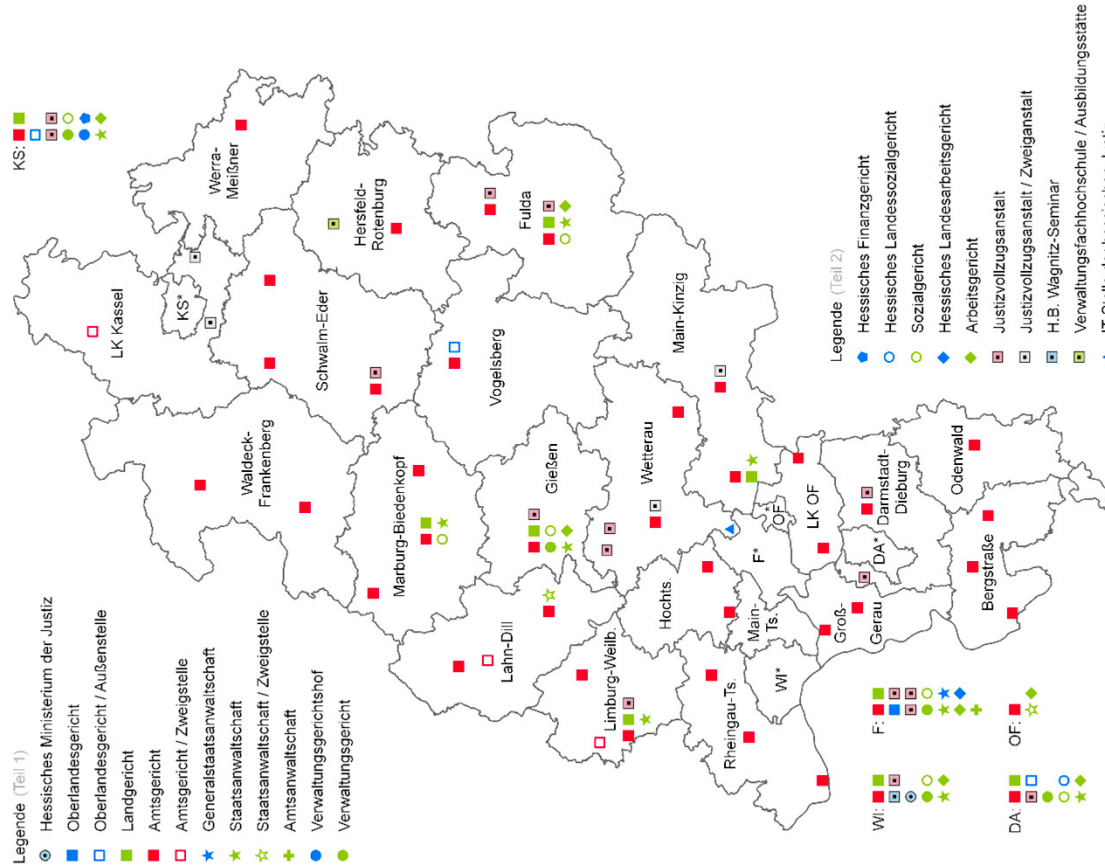 Legende (Teil 1)
Hessisches Ministerium der Justiz
Oberlandesgericht
Oberlandesgericht / Außenstelle
Landgericht
Amtsgericht
Amtsgericht / Zweigstelle
Generalstaatsanwaltschaft
Staatsanwaltschaft
Staatsanwaltschaft / Zweigstelle
Amtsanwaltschaft
Verwaltungsgerichtshof
Verwaltungsgericht
KS:
LK Kassel
KS*
Werra-
Meißner
Waldeck-
Frankenberg
Schwalm-Eder
Hersfeld-
Rotenburg
Marburg-Biedenkopf
Vogelsberg
Fulda
Lahn-Dill
Gießen
Limburg-Weilb.
Wetterau
Main-Kinzig
Hochts.
Rheingau-Ts.
Main-
Ts.
F*
OF*
WI*
LK OF
Groß-
Gerau
DA*
Darmstadt-
Dieburg
Bergstraße
Odenwald
WI:
F:
DA:
OF:
Legende (Teil 2)
Hessisches Finanzgericht
Hessisches Landessozialgericht
Sozialgericht
Hessisches Landesarbeitsgericht
Arbeitsgericht
Justizvollzugsanstalt
Justizvollzugsanstalt / Zweiganstalt
H.B. Wagnitz-Seminar
Verwaltungsfachhochschule / Ausbildungsstätte